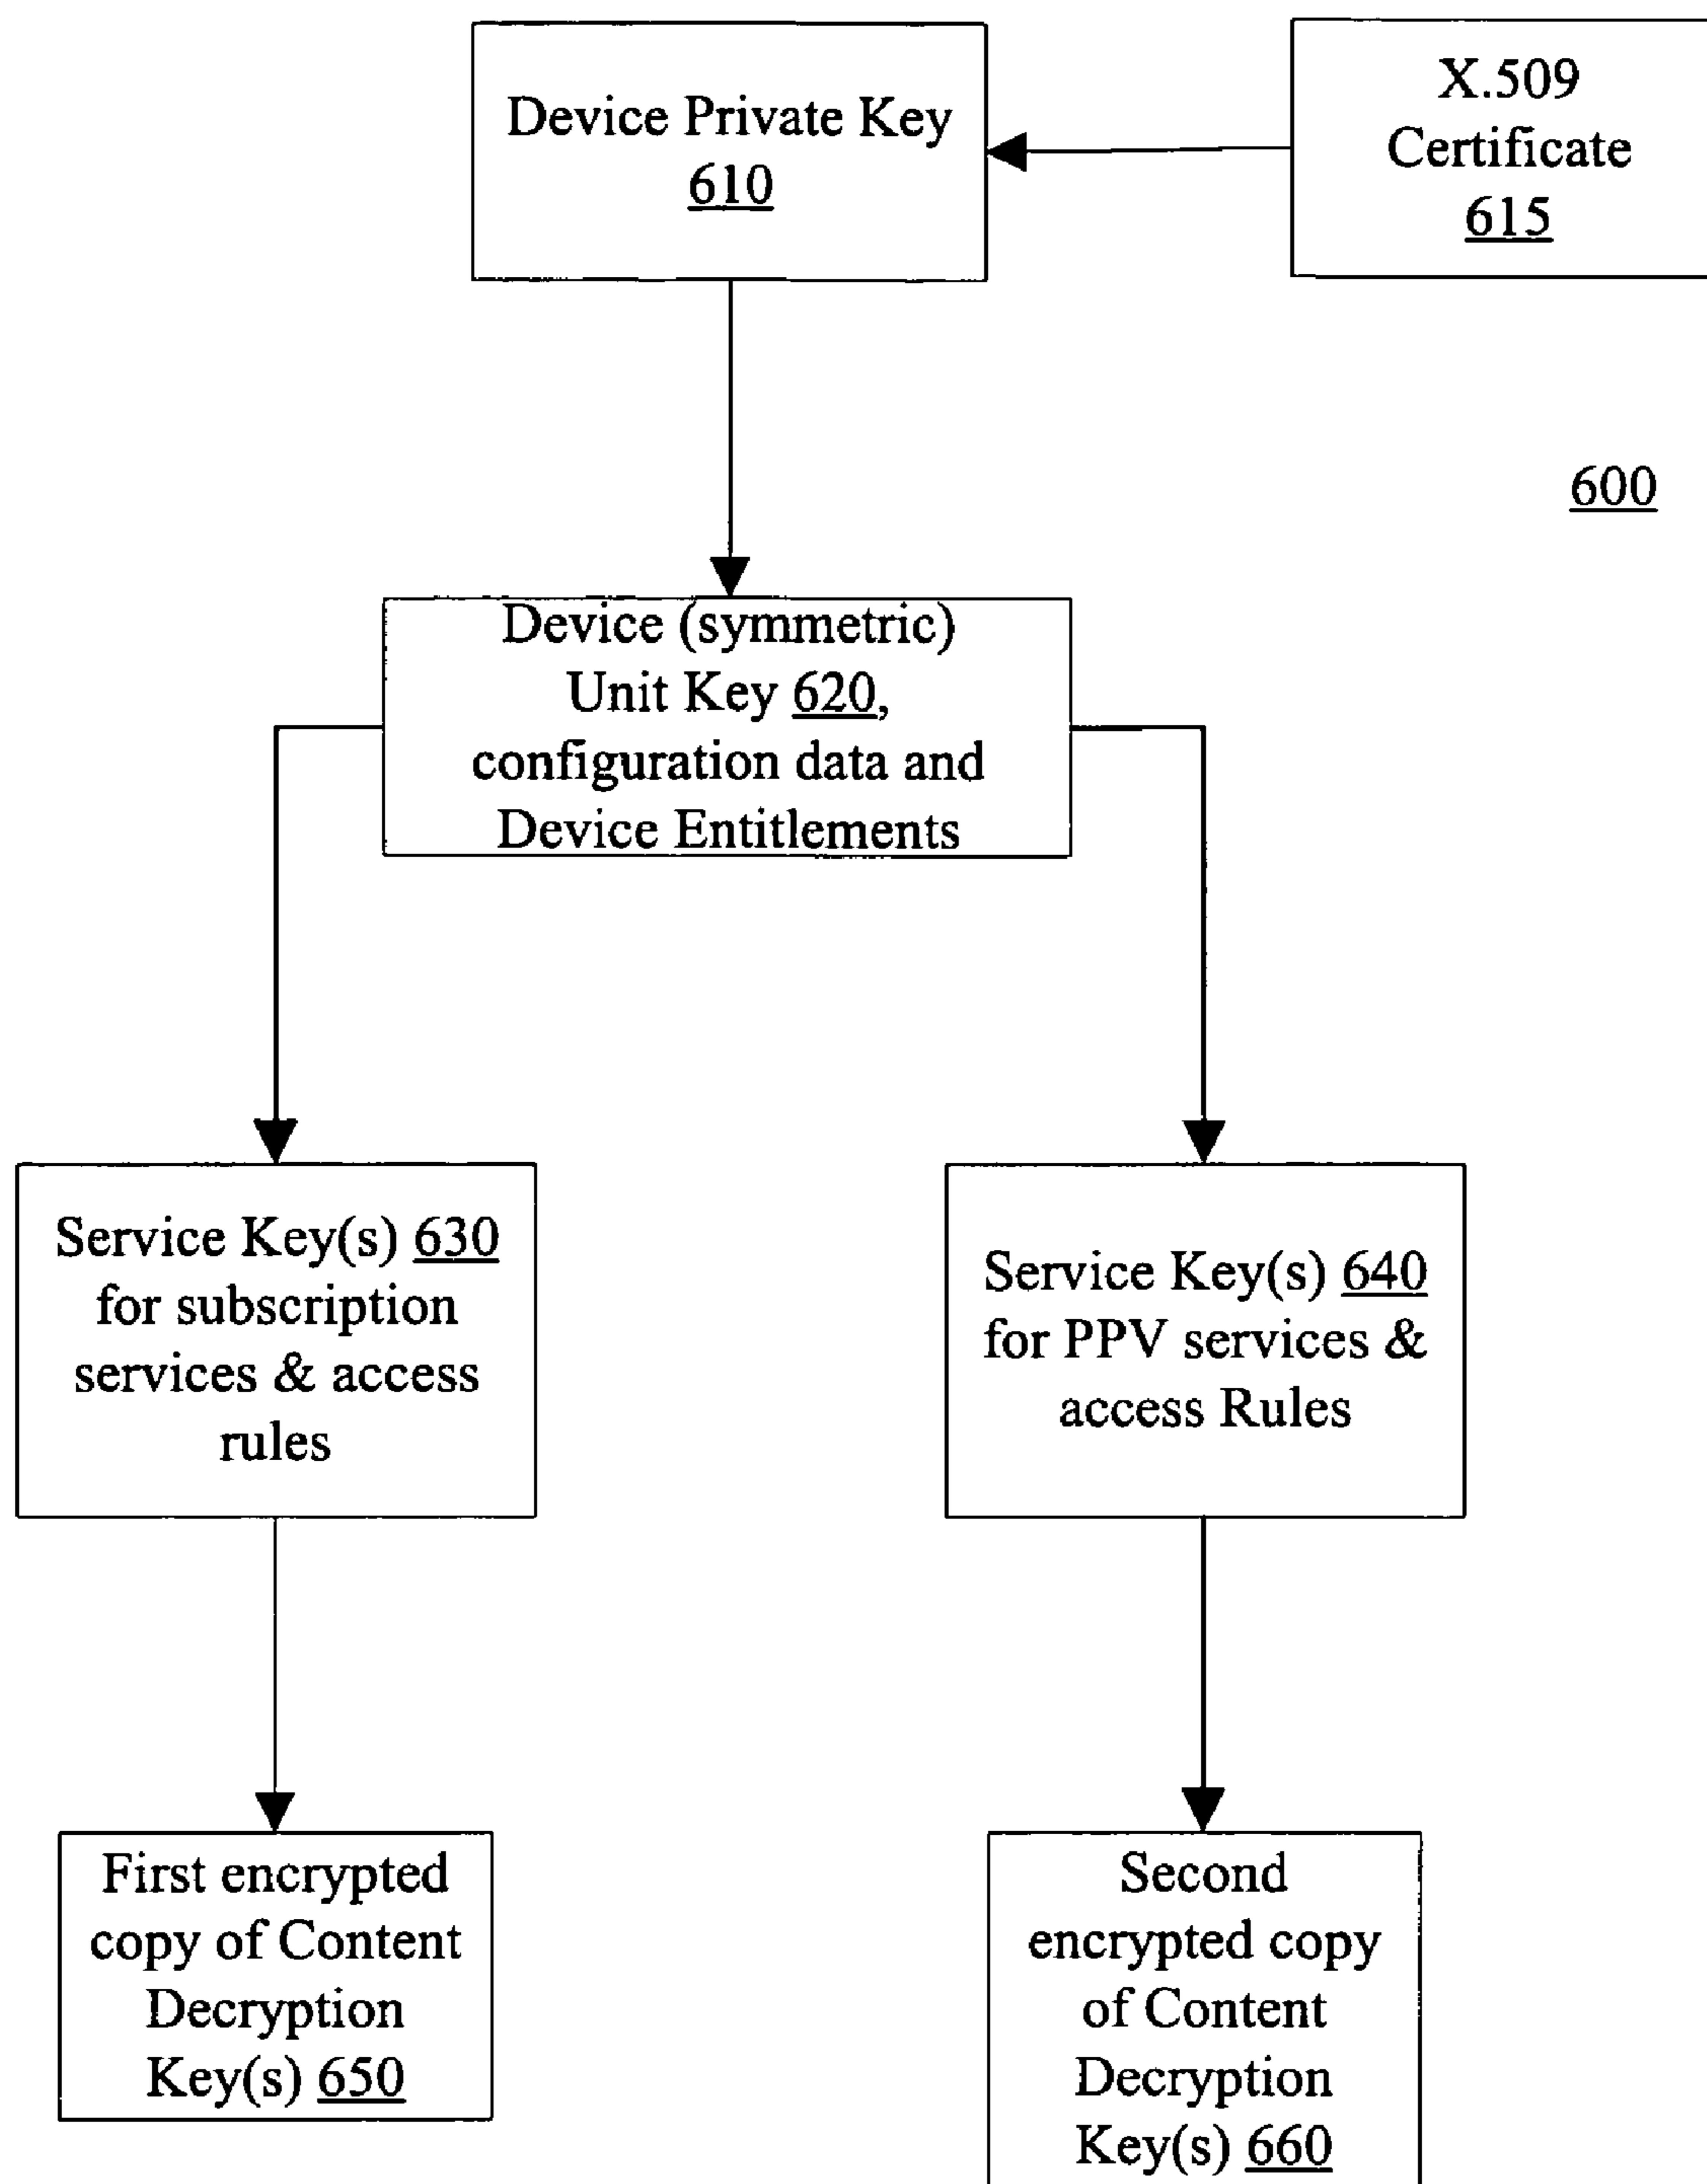 Device Private Key
610
X.509
Certificate
615
600
Device (symmetric)
Unit Key 620,
configuration data and
Device Entitlements
Service Key(s) 630
for subscription
services & access
rules
Service Key(s) 640
for PPV services &
access Rules
First encrypted
copy of Content
Decryption
Key(s) 650
Second
encrypted copy
of Content
Decryption
Key(s) 660